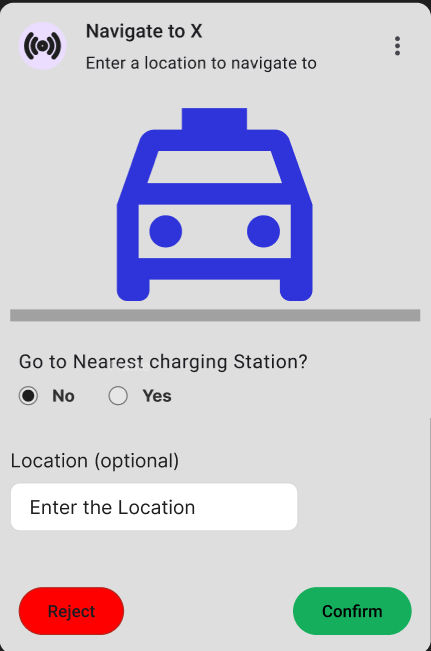 Navigate to X
Enter a location to navigate to
Go to Nearest charging Station?
No Yes
Location (optional)
Enter the Location
Reject Confirm